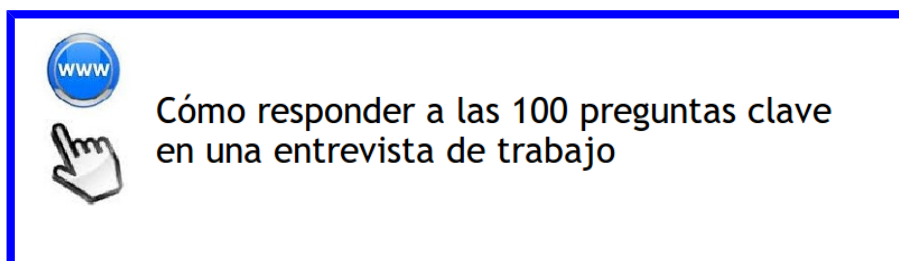 www
Cómo responder a las 100 preguntas clave
en una entrevista de trabajo